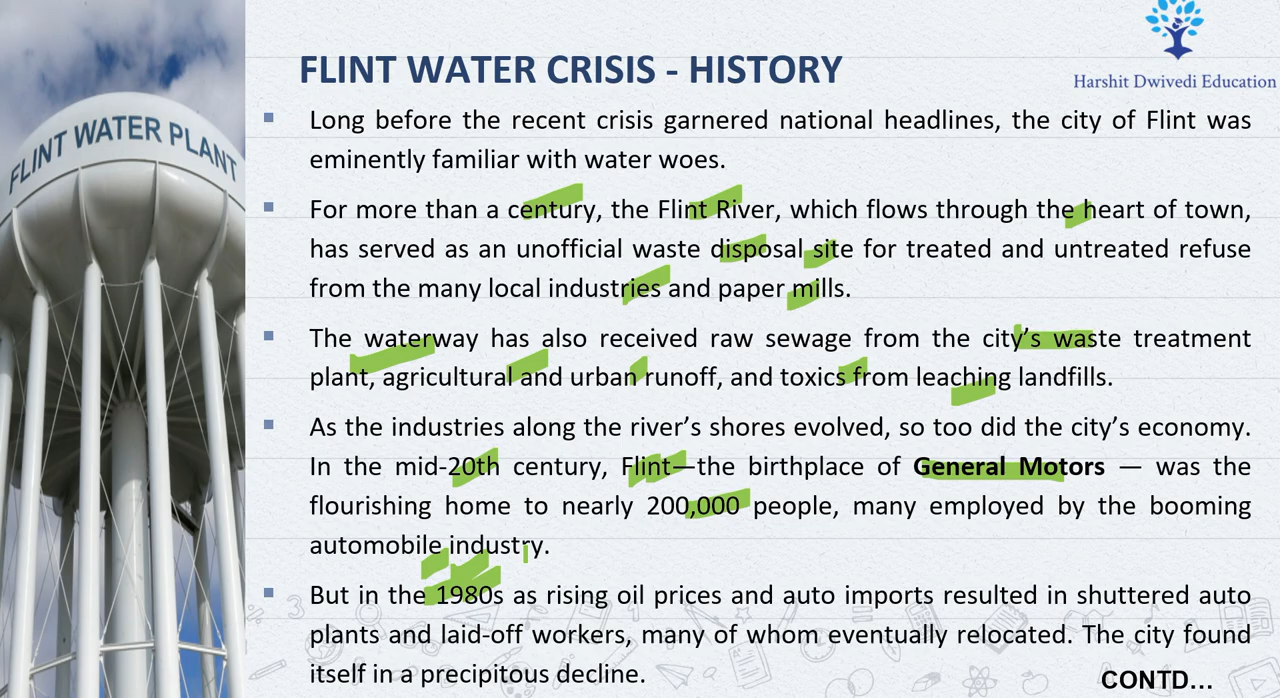 FLINT WATER PLANT
FLINT WATER CRISIS - HISTORY
Harshit Dwivedi Education
Long before the recent crisis garnered national headlines, the city of Flint was
eminently familiar with water woes.
For more than a century, the Flint River, which flows through the heart of town,
has served as an unofficial waste disposal site for treated and untreated refuse
from the many local industries and paper mills.
The waterway has also received raw sewage from the city’s waste treatment
plant, agricultural and urban runoff, and toxics from leaching landfills.
As the industries along the river’s shores evolved, so too did the city’s economy.
In the mid-20th century, Flint—the birthplace of General Motors — was the
flourishing home to nearly 200,000 people, many employed by the booming
automobile industry.
But in the 1980s as rising oil prices and auto imports resulted in shuttered auto
plants and laid-off workers, many of whom eventually relocated. The city found
itself in a precipitous decline.
CONTD...